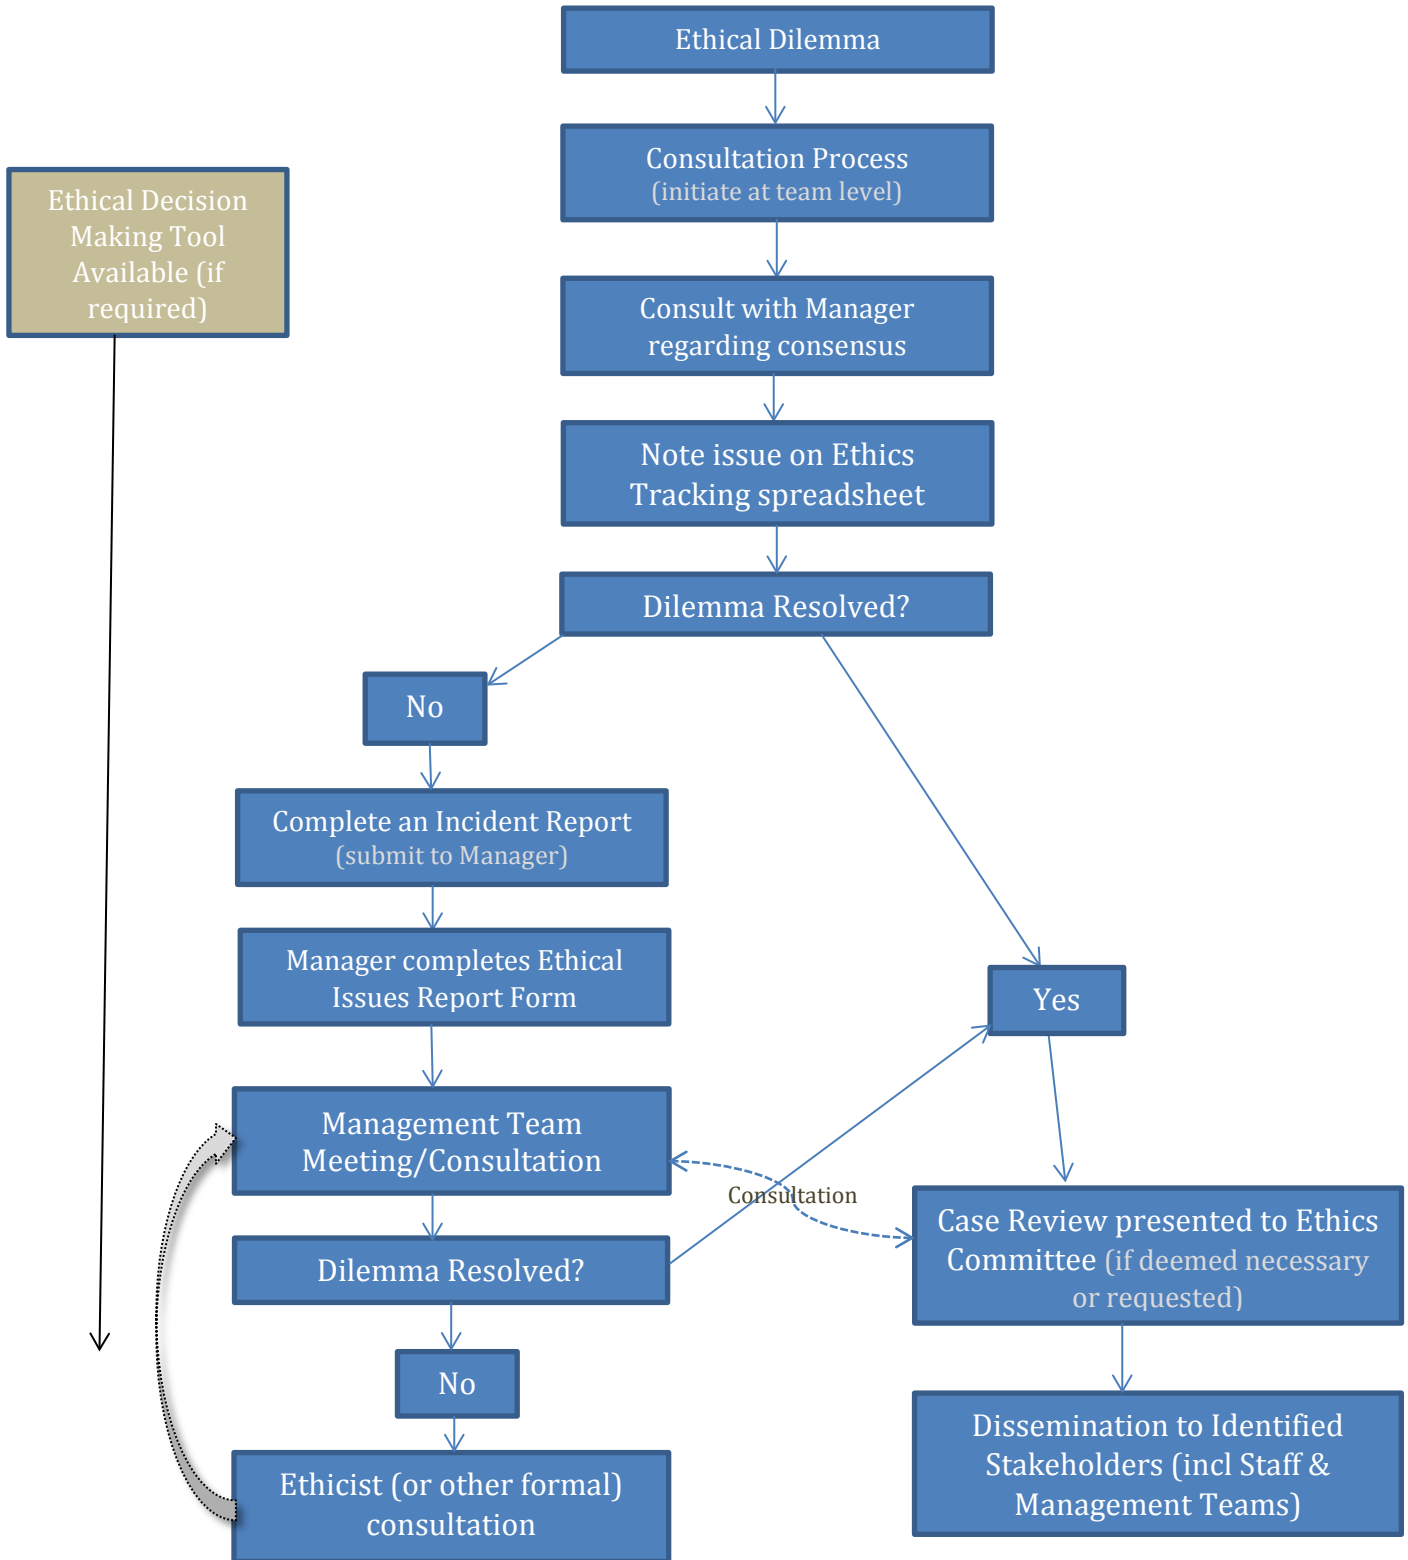 Ethical Dilemma
Consultation Process
(initiate at team level)
Ethical Decision
Making Tool
Available (if
required)
Consult with Manager
regarding consensus
Note issue on Ethics
Tracking spreadsheet
Dilemma Resolved?
No
Complete an Incident Report
(submit to Manager)
Manager completes Ethical
Issues Report Form
Yes
Management Team
Meeting/Consultation
Consultation
Case Review presented to Ethics
Committee (if deemed necessary
or requested)
Dilemma Resolved?
No
Dissemination to Identified
Stakeholders (incl Staff &
Management Teams)
Ethicist (or other formal)
consultation